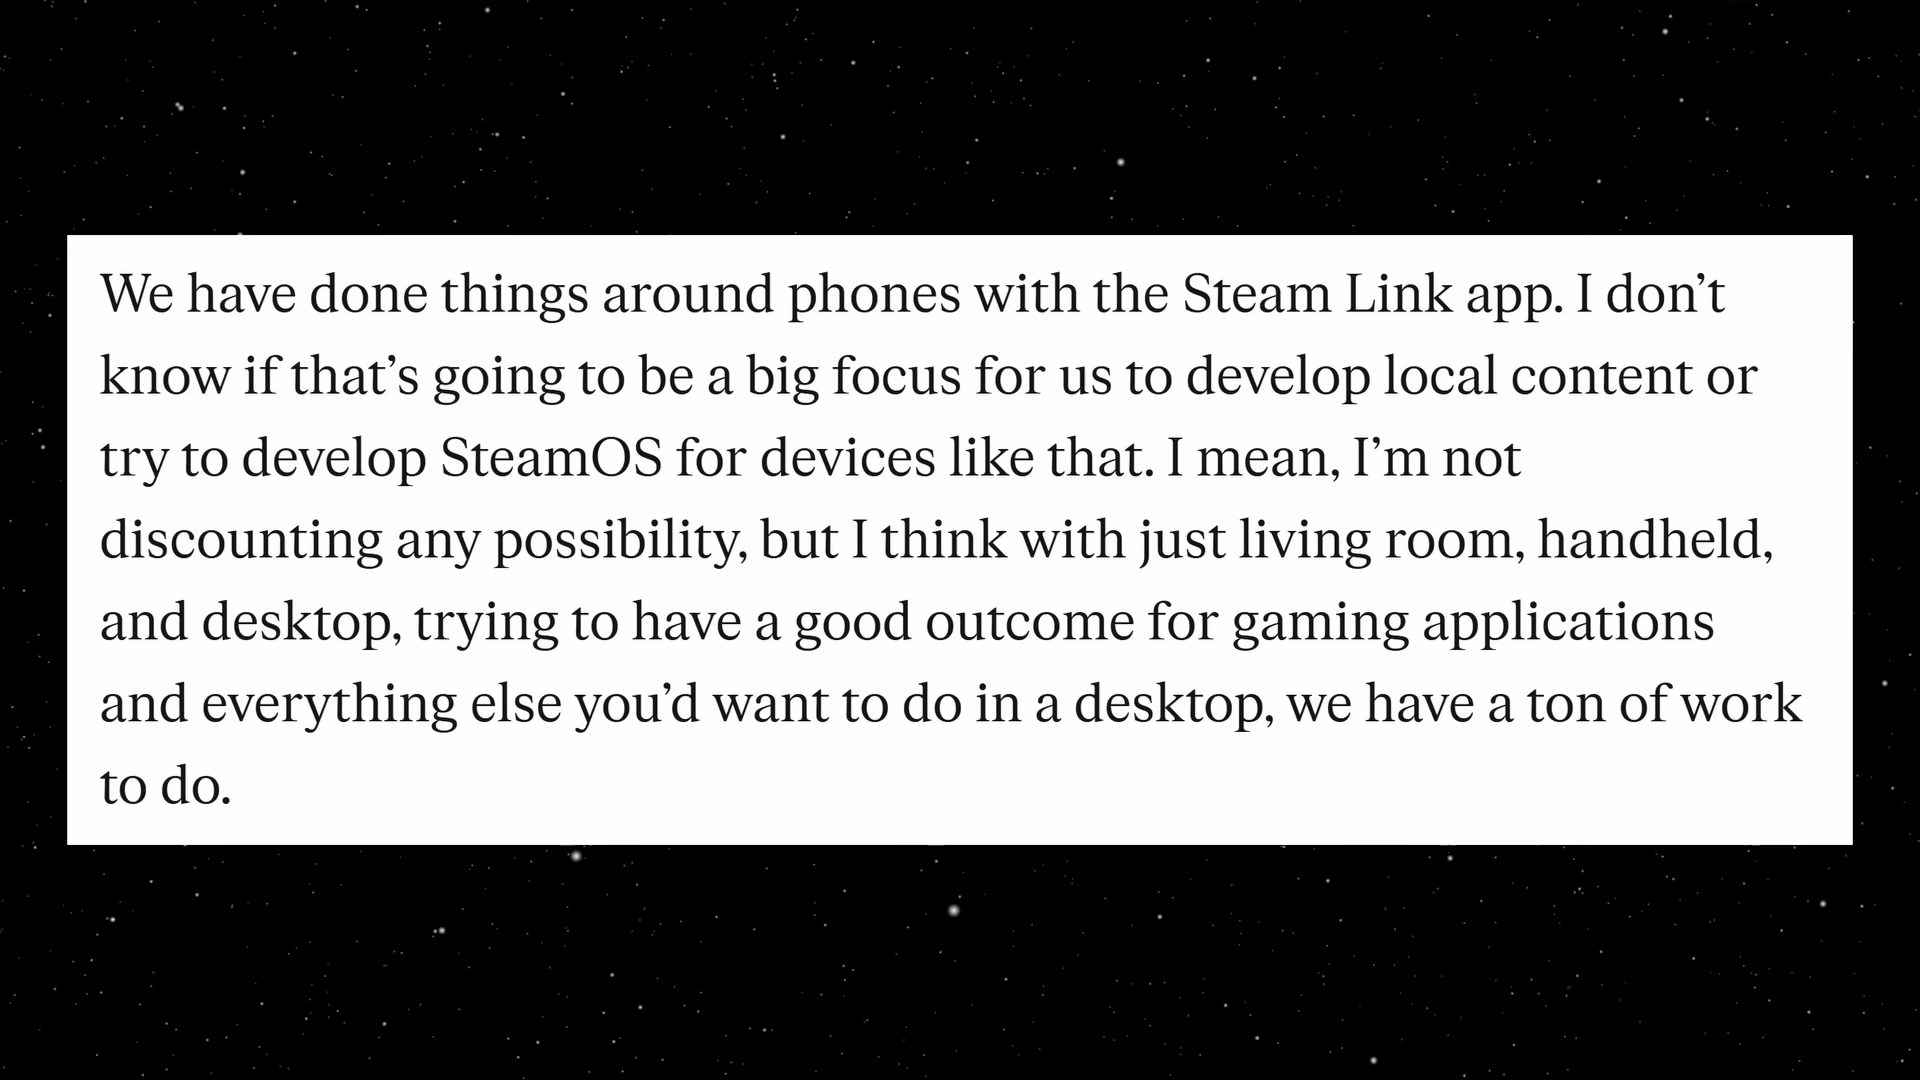 We have done things around phones with the Steam Link app. I don’t
know if that’s going to be a big focus for us to develop local content or
try to develop SteamOS for devices like that. I mean, I’m not
discounting any possibility, but I think with just living room, handheld,
and desktop, trying to have a good outcome for gaming applications
and everything else you’d want to do in a desktop, we have a ton of work
to do.